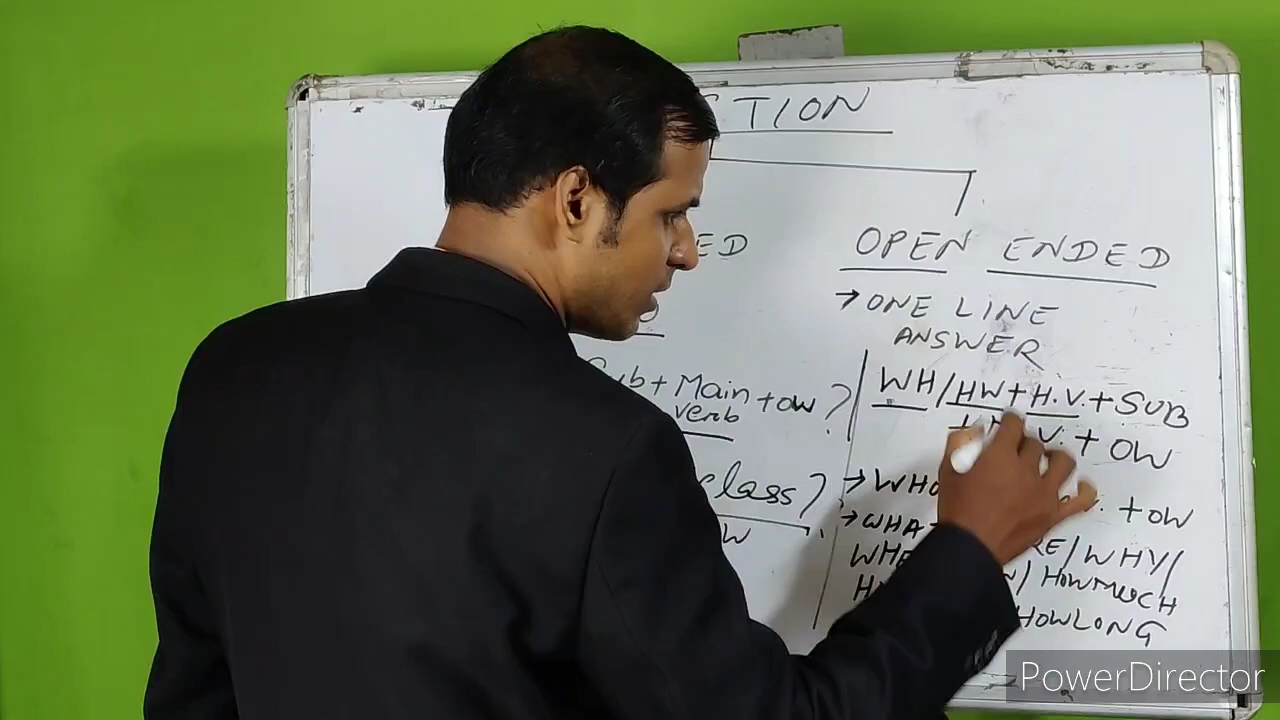 CTION
ED
OPEN ENDED
→ ONE LINE
ANSWER
Sub + Main + OW ?
verb
WH/HW+H.V.+SUB
V. + OW
class?
W
→ WHO + OW
→ WHAT RE/WHY/
WHE / HOWMUCH
HOWLONG
PowerDirector